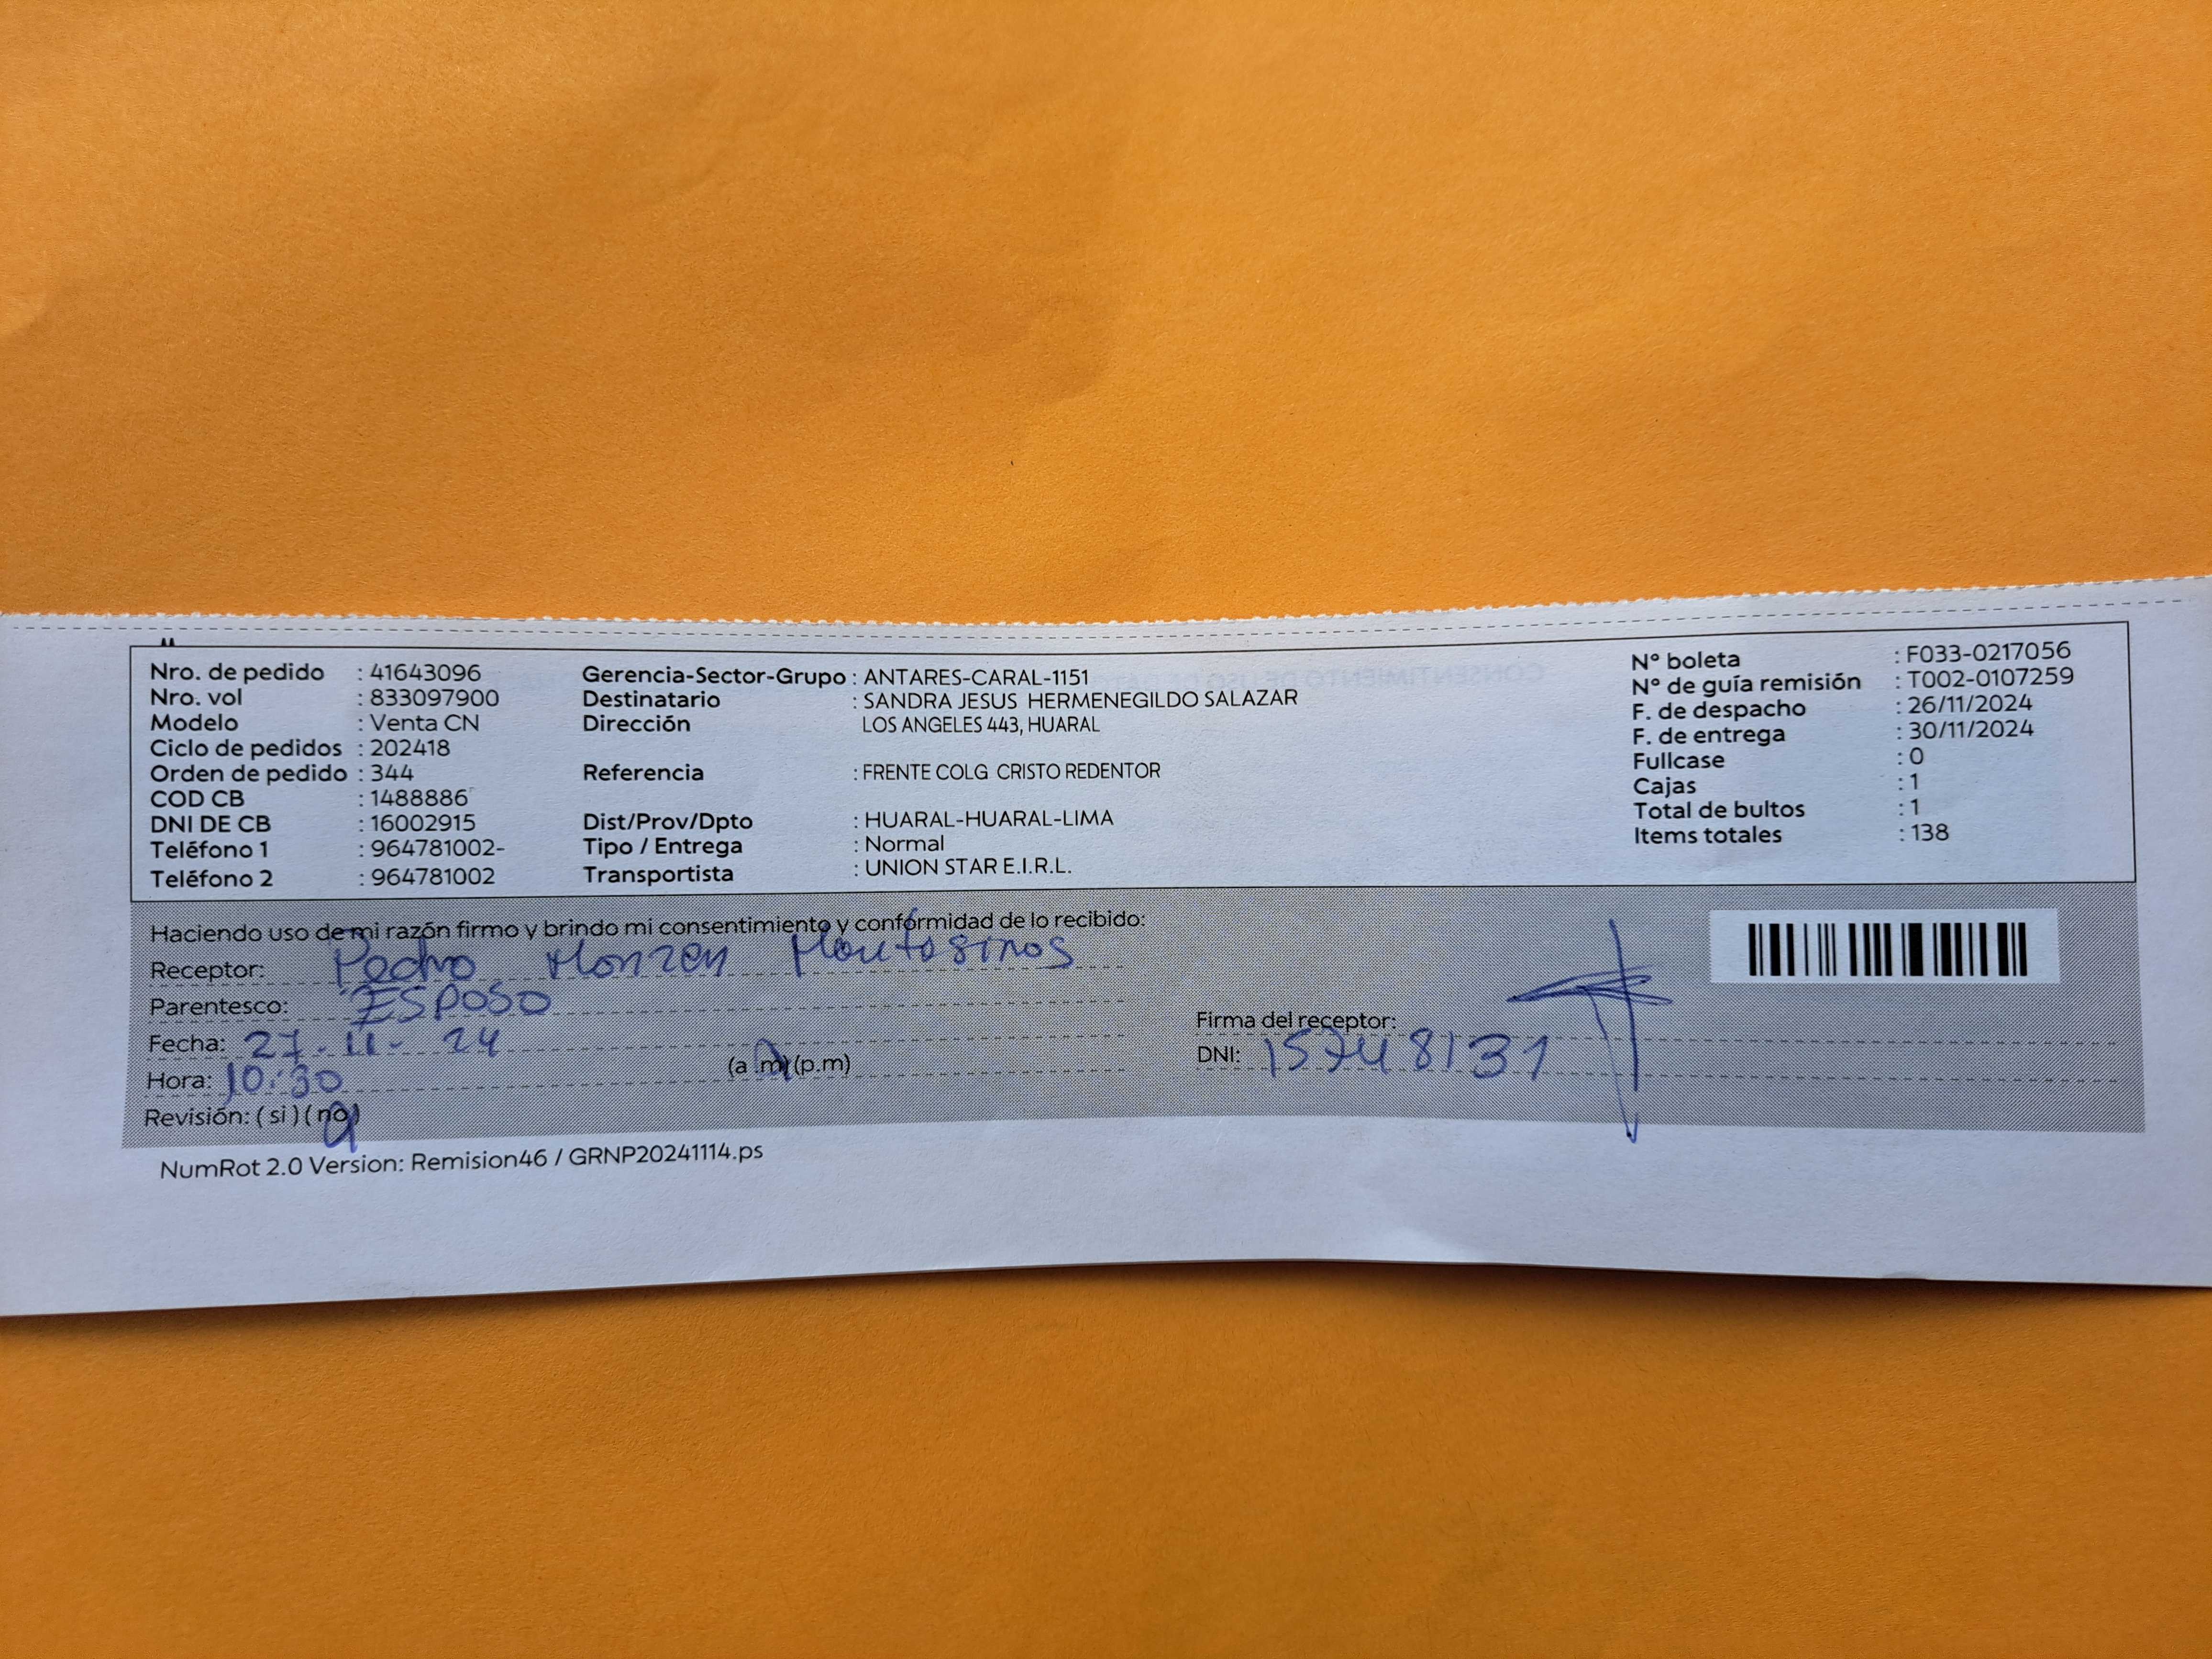 Nro. de pedido : 41643096
Nro. vol : 833097900
Modelo : Venta CN
Ciclo de pedidos : 202418
Orden de pedido : 344
COD CB : 1488886
DNI DE CB : 16002915
Teléfono 1 : 964781002-
Teléfono 2 : 964781002
Gerencia-Sector-Grupo : ANTARES-CARAL-1151
Destinatario : SANDRA JESUS HERMENEGILDO SALAZAR
Dirección LOS ANGELES 443, HUARAL
Referencia : FRENTE COLG CRISTO REDENTOR
Dist/Prov/Dpto : HUARAL-HUARAL-LIMA
Tipo / Entrega : Normal
Transportista : UNION STAR E.I.R.L.
N° boleta : F033-0217056
N° de guía remisión : T002-0107259
F. de despacho : 26/11/2024
F. de entrega : 30/11/2024
Fullcase : 0
Cajas : 1
Total de bultos : 1
Items totales : 138
Haciendo uso de mi razón firmo y brindo mi consentimiento y conformidad de lo recibido:
Receptor: Pedro Monzon Montesinos
Parentesco: ESPOSO
Fecha: 27-11-24
Hora: 10:30 (a.m) (p.m)
Revisión: (si) (no)
Firma del receptor:
DNI: 15748131
NumRot 2.0 Version: Remision46 / GRNP20241114.ps